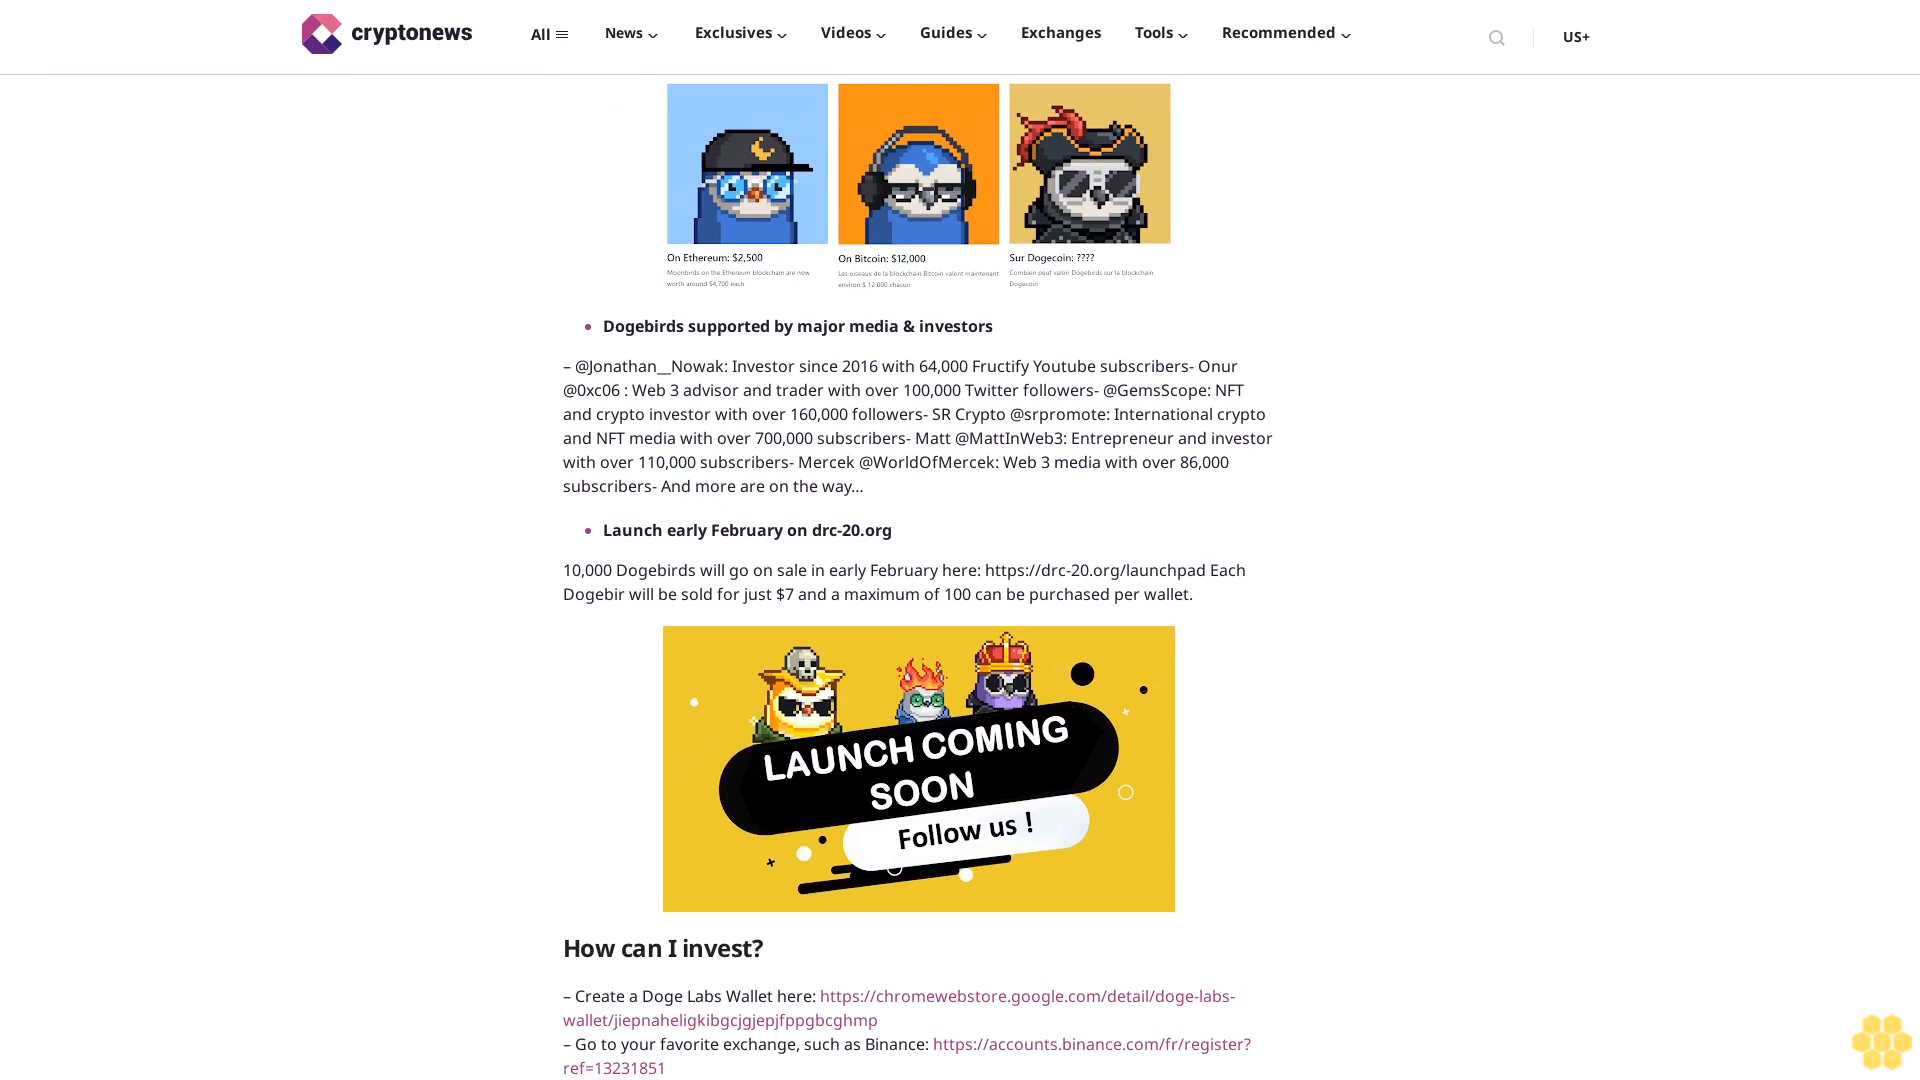 cryptonews
All
News
Exclusives
Videos
Guides
Exchanges
Tools
Recommended
US+
On Ethereum: $2,500
Moonbirds on the Ethereum blockchain are now
worth around $4,700 each
On Bitcoin: $12,000
Les oiseaux de la blockchain Bitcoin valent maintenant
environ $ 12 000 chacun
Sur Dogecoin: ????
Combien peut valoir Dogebirds sur la blockchain
Dogecoin
Dogebirds supported by major media & investors
– @Jonathan__Nowak: Investor since 2016 with 64,000 Fructify Youtube subscribers- Onur
@0xc06 : Web 3 advisor and trader with over 100,000 Twitter followers- @GemsScope: NFT
and crypto investor with over 160,000 followers- SR Crypto @srpromote: International crypto
and NFT media with over 700,000 subscribers- Matt @MattInWeb3: Entrepreneur and investor
with over 110,000 subscribers- Mercek @WorldOfMercek: Web 3 media with over 86,000
subscribers- And more are on the way…
Launch early February on drc-20.org
10,000 Dogebirds will go on sale in early February here: https://drc-20.org/launchpad Each
Dogebir will be sold for just $7 and a maximum of 100 can be purchased per wallet.
LAUNCH COMING
SOON
Follow us !
How can I invest?
– Create a Doge Labs Wallet here: https://chromewebstore.google.com/detail/doge-labs-
wallet/jiepnaheligkibgcjgjepjfppgbcghmp
– Go to your favorite exchange, such as Binance: https://accounts.binance.com/fr/register?
ref=13231851